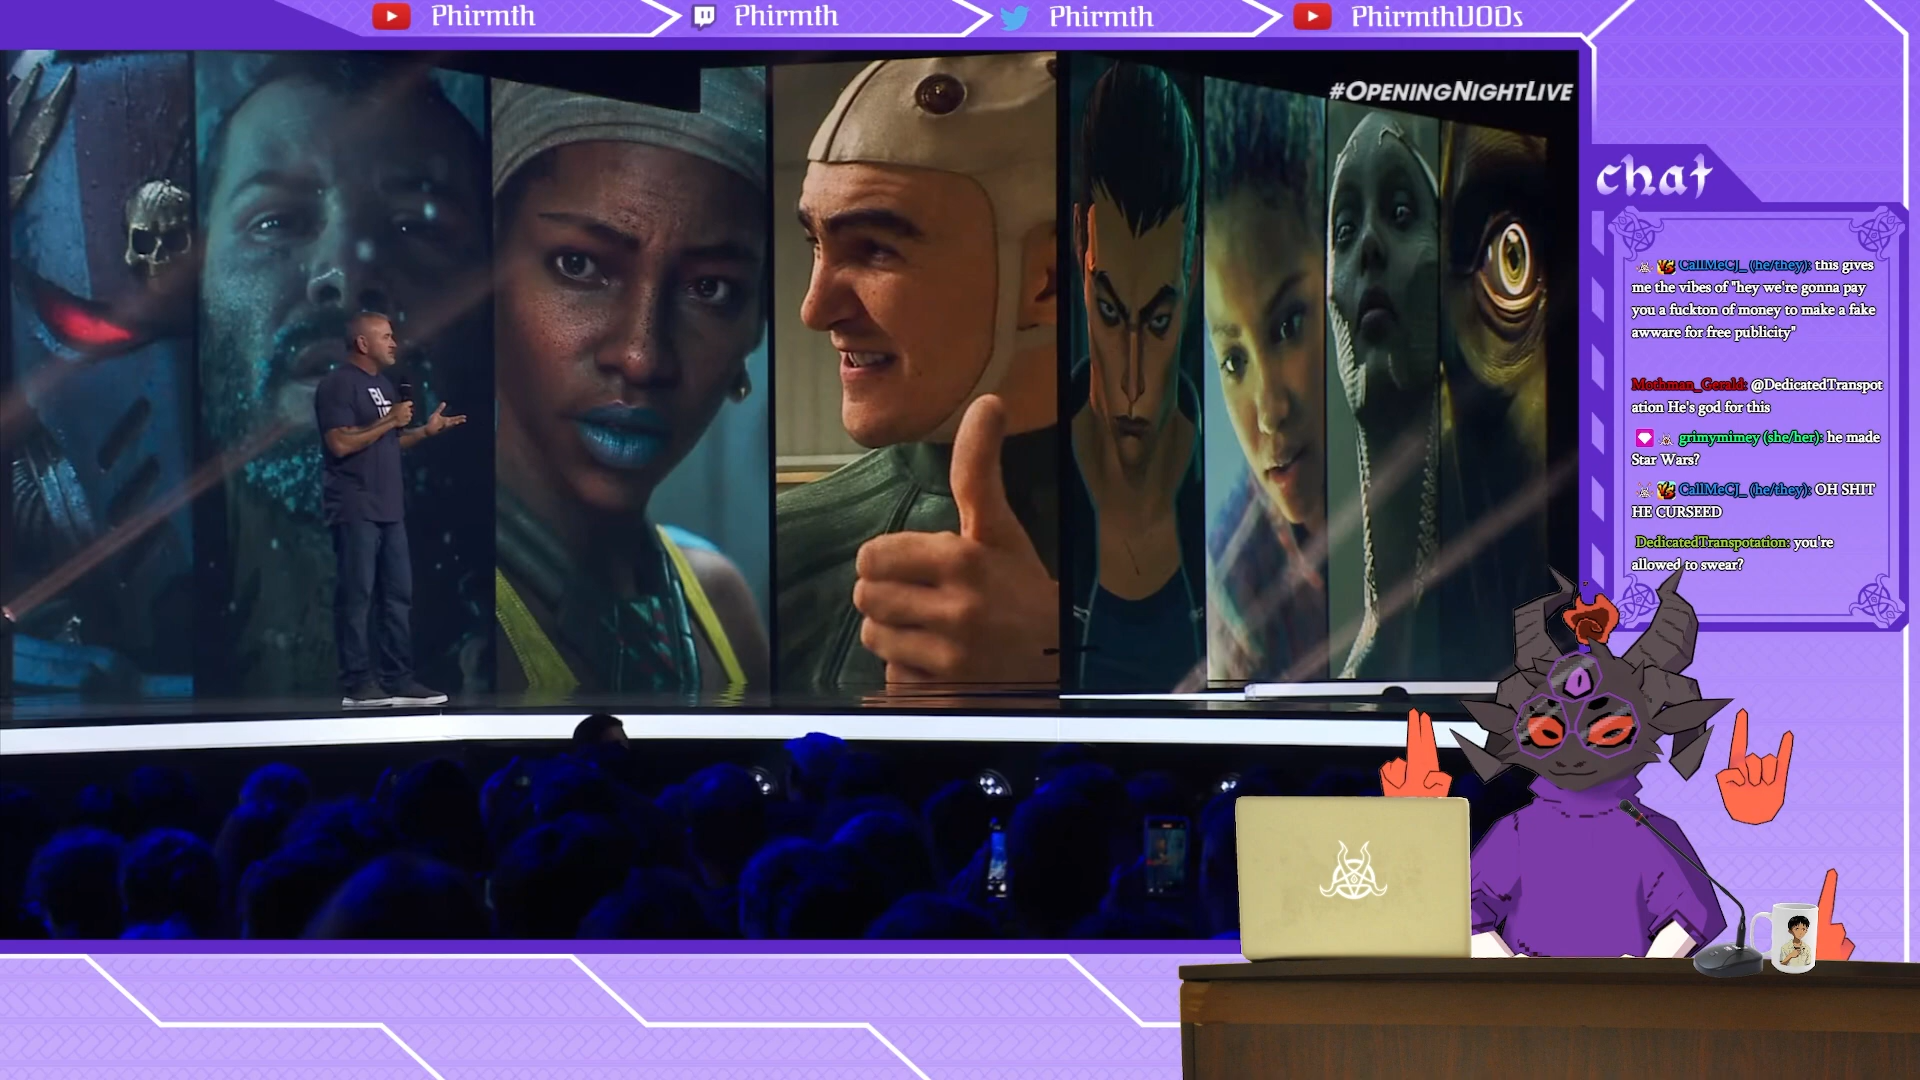 Phirmth
Phirmth
Phirmth
PhirmthVODs
#OPENINGNIGHTLIVE
chat
CallMeCJ_ (he/they): this gives
me the vibes of "hey we're gonna pay
you a fuckton of money to make a fake
awware for free publicity"
Mothman_Gerald: @DedicatedTranspot
ation He's god for this
grimymimey (she/her): he made
Star Wars?
CallMeCJ_ (he/they): OH SHIT
HE CURSEED
DedicatedTranspotation: you're
allowed to swear?
BL